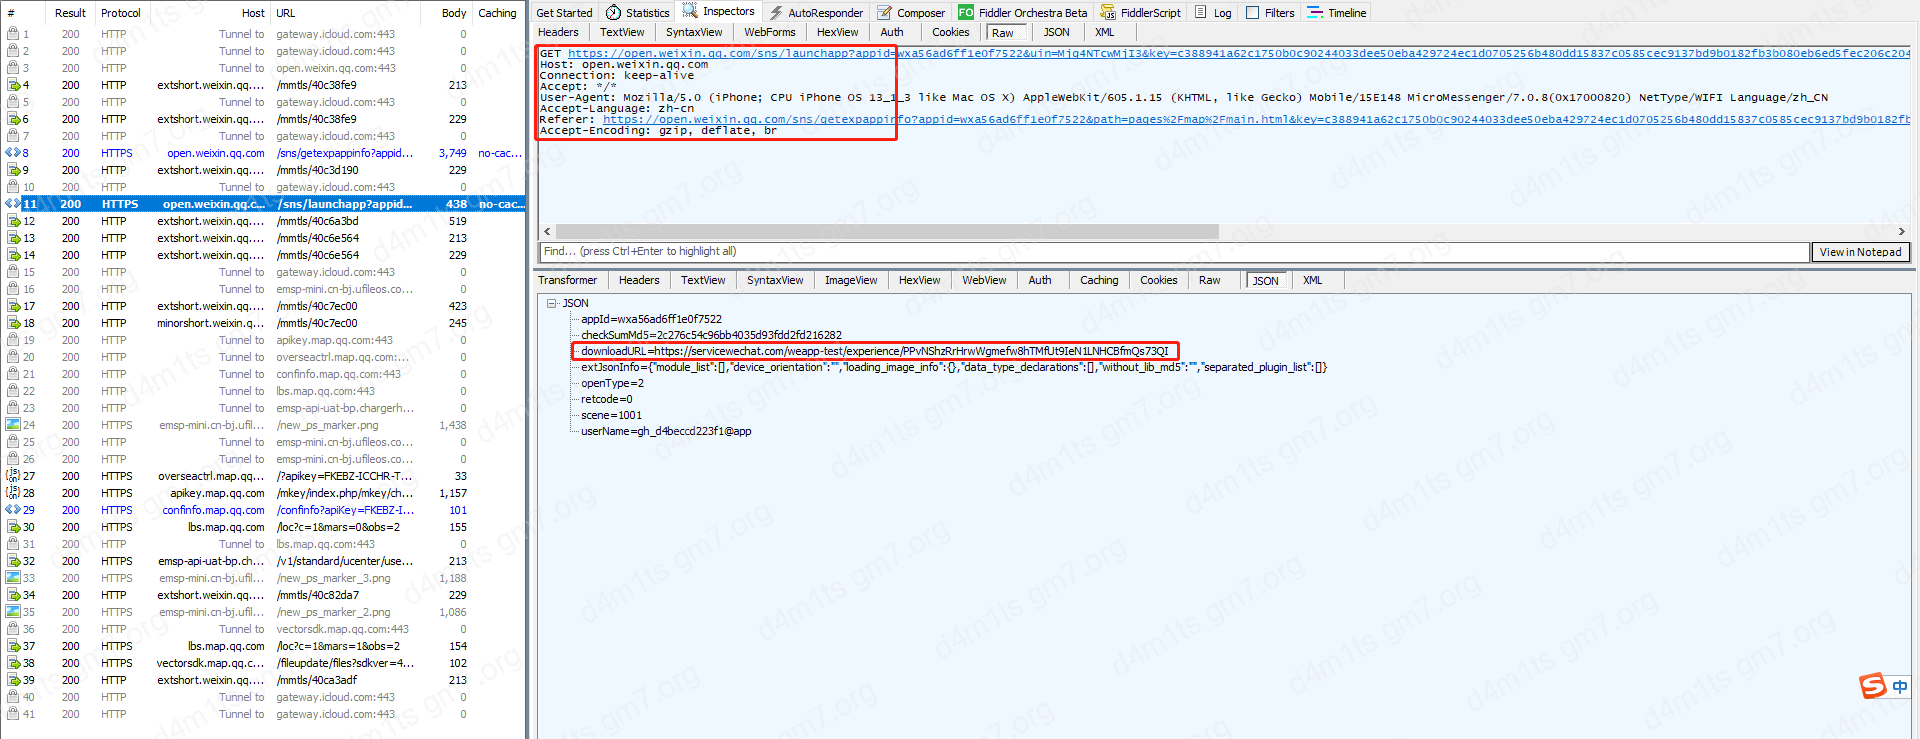 # Result Protocol Host URL Body Caching
1 200 HTTP Tunnel to gateway.icloud.com:443 0
2 200 HTTP Tunnel to gateway.icloud.com:443 0
3 200 HTTP Tunnel to open.weixin.qq.com:443 0
4 200 HTTP extshort.weixin.qq.... /mmtls/40c38fe9 213
5 200 HTTP Tunnel to gateway.icloud.com:443 0
6 200 HTTP extshort.weixin.qq.... /mmtls/40c38fe9 229
7 200 HTTP Tunnel to gateway.icloud.com:443 0
8 200 HTTPS open.weixin.qq.com /sns/getexpappinfo?appid... 3,749 no-cac...
9 200 HTTP extshort.weixin.qq.... /mmtls/40c3d190 229
10 200 HTTP Tunnel to gateway.icloud.com:443 0
11 200 HTTPS open.weixin.qq.c... /sns/launchapp?appid... 438 no-cac...
12 200 HTTP extshort.weixin.qq.... /mmtls/40c6a3bd 519
13 200 HTTP extshort.weixin.qq.... /mmtls/40c6e564 213
14 200 HTTP extshort.weixin.qq.... /mmtls/40c6e564 229
15 200 HTTP Tunnel to gateway.icloud.com:443 0
16 200 HTTP Tunnel to emsp-mini.cn-bj.ufileos.co... 0
17 200 HTTP extshort.weixin.qq.... /mmtls/40c7ec00 423
18 200 HTTP minorshort.weixin.q... /mmtls/40c7ec00 245
19 200 HTTP Tunnel to apikey.map.qq.com:443 0
20 200 HTTP Tunnel to overseactrl.map.qq.com:443 0
21 200 HTTP Tunnel to confinfo.map.qq.com:443 0
22 200 HTTP Tunnel to lbs.map.qq.com:443 0
23 200 HTTP Tunnel to emsp-api-uat-bp.chargerh... 0
24 200 HTTPS emsp-mini.cn-bj.ufil... /new_ps_marker.png 1,438
25 200 HTTP Tunnel to emsp-mini.cn-bj.ufileos.co... 0
26 200 HTTP Tunnel to emsp-mini.cn-bj.ufileos.co... 0
27 200 HTTPS overseactrl.map.qq.... /?apikey=FKEBZ-ICCHR-T... 33
28 200 HTTPS apikey.map.qq.com /mkey/index.php/mkey/ch... 1,157
29 200 HTTPS confinfo.map.qq.com /confinfo?apiKey=FKEBZ-I... 101
30 200 HTTPS lbs.map.qq.com /loc?c=1&mars=0&obs=2 155
31 200 HTTP Tunnel to lbs.map.qq.com:443 0
32 200 HTTPS emsp-api-uat-bp.ch... /v1/standard/ucenter/use... 213
33 200 HTTPS emsp-mini.cn-bj.ufil... /new_ps_marker_3.png 1,188
34 200 HTTP extshort.weixin.qq.... /mmtls/40c82da7 229
35 200 HTTPS emsp-mini.cn-bj.ufil... /new_ps_marker_2.png 1,086
36 200 HTTP Tunnel to vectorsdk.map.qq.com:443 0
37 200 HTTPS lbs.map.qq.com /loc?c=1&mars=1&obs=2 154
38 200 HTTPS vectorsdk.map.qq.c... /fileupdate/files?sdkver=4... 102
39 200 HTTP extshort.weixin.qq.... /mmtls/40ca3adf 213
40 200 HTTP Tunnel to gateway.icloud.com:443 0
41 200 HTTP Tunnel to gateway.icloud.com:443 0
Get Started Statistics Inspectors AutoResponder Composer FO Fiddler Orchestra Beta FiddlerScript Log Filters Timeline
Headers TextView SyntaxView WebForms HexView Auth Cookies Raw JSON XML
GET https://open.weixin.qq.com/sns/launchapp?appid=wxa56ad6ff1e0f7522&uin=Mjq4NTcwMjI3&key=c388941a62c1750b0c90244033dee50eba429724ec1d0705256b480dd15837c0585cec9137bd9b0182fb3b080eb6ed5fec206c204
Host: open.weixin.qq.com
Connection: keep-alive
Accept: */*
User-Agent: Mozilla/5.0 (iPhone; CPU iPhone OS 13_1_3 like Mac OS X) AppleWebKit/605.1.15 (KHTML, like Gecko) Mobile/15E148 MicroMessenger/7.0.8(0x17000820) NetType/WIFI Language/zh_CN
Accept-Language: zh-cn
Referer: https://open.weixin.qq.com/sns/getexpappinfo?appid=wxa56ad6ff1e0f7522&path=pages%2Fmap%2Fmain.html&key=c388941a62c1750b0c90244033dee50eba429724ec1d0705256b480dd15837c0585cec9137bd9b0182fb
Accept-Encoding: gzip, deflate, br
Find... (press Ctrl+Enter to highlight all) View in Notepad
Transformer Headers TextView SyntaxView ImageView HexView WebView Auth Caching Cookies Raw JSON XML
JSON
appId=wxa56ad6ff1e0f7522
checkSumMd5=2c276c54c96bb4035d93fdd2fd216282
downloadURL=https://servicewechat.com/weapp-test/experience/PPvNShzRrHrwWgmefw8hTMfUt9IeN1LNHCBfmQs73QI
extJsonInfo={"module_list":[],"device_orientation":"","loading_image_info":{},"data_type_declarations":[],"without_lib_md5":"","separated_plugin_list":[]}
openType=2
retcode=0
scene=1001
userName=gh_d4beccd223f1@app
d4m1ts gm7.org
中